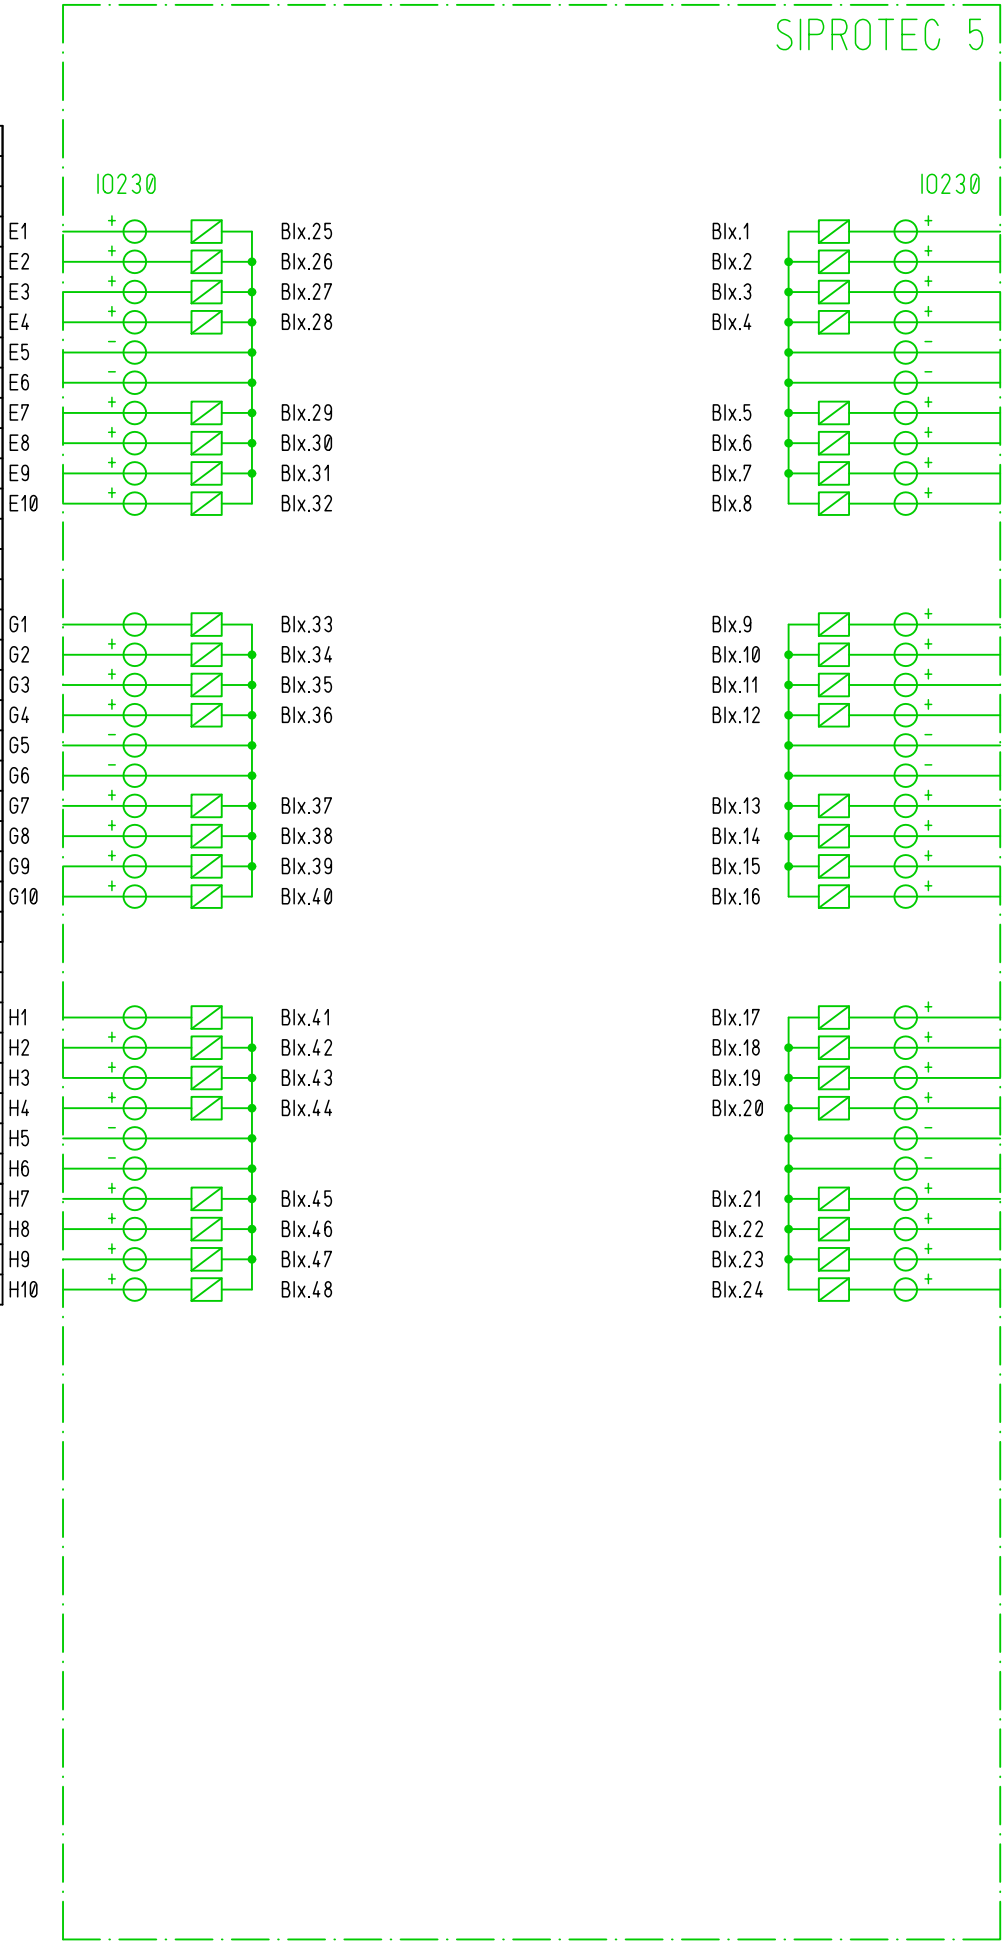 SIPROTEC 5
IO230 IO230
E1 + BIx.25 BIx.1 +
E2 + BIx.26 BIx.2 +
E3 + BIx.27 BIx.3 +
E4 + BIx.28 BIx.4 +
E5 - -
E6 - -
E7 + BIx.29 BIx.5 +
E8 + BIx.30 BIx.6 +
E9 + BIx.31 BIx.7 +
E10 + BIx.32 BIx.8 +
G1 BIx.33 BIx.9 +
G2 + BIx.34 BIx.10 +
G3 + BIx.35 BIx.11 +
G4 + BIx.36 BIx.12 +
G5 - -
G6 - -
G7 + BIx.37 BIx.13 +
G8 + BIx.38 BIx.14 +
G9 + BIx.39 BIx.15 +
G10 + BIx.40 BIx.16 +
H1 BIx.41 BIx.17 +
H2 + BIx.42 BIx.18 +
H3 + BIx.43 BIx.19 +
H4 + BIx.44 BIx.20 +
H5 - -
H6 - -
H7 + BIx.45 BIx.21 +
H8 + BIx.46 BIx.22 +
H9 + BIx.47 BIx.23 +
H10 + BIx.48 BIx.24 +